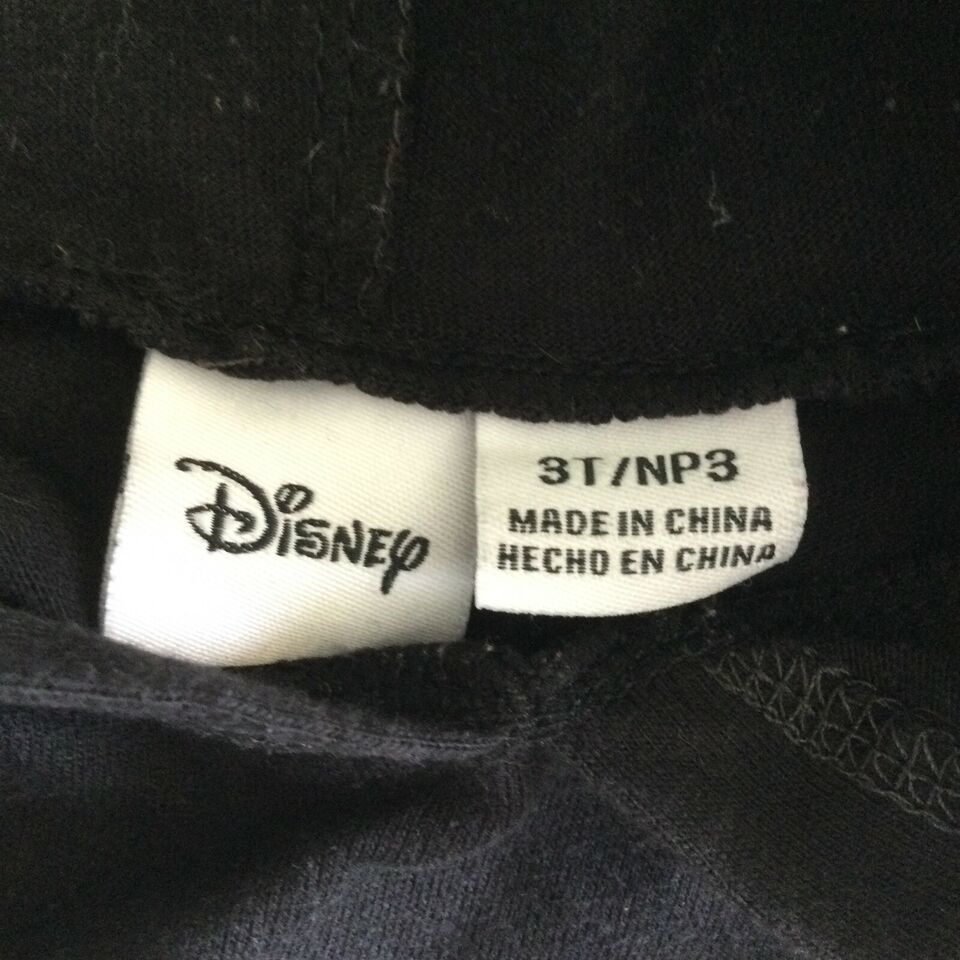 Disney
3T/NP3
MADE IN CHINA
HECHO EN CHINA